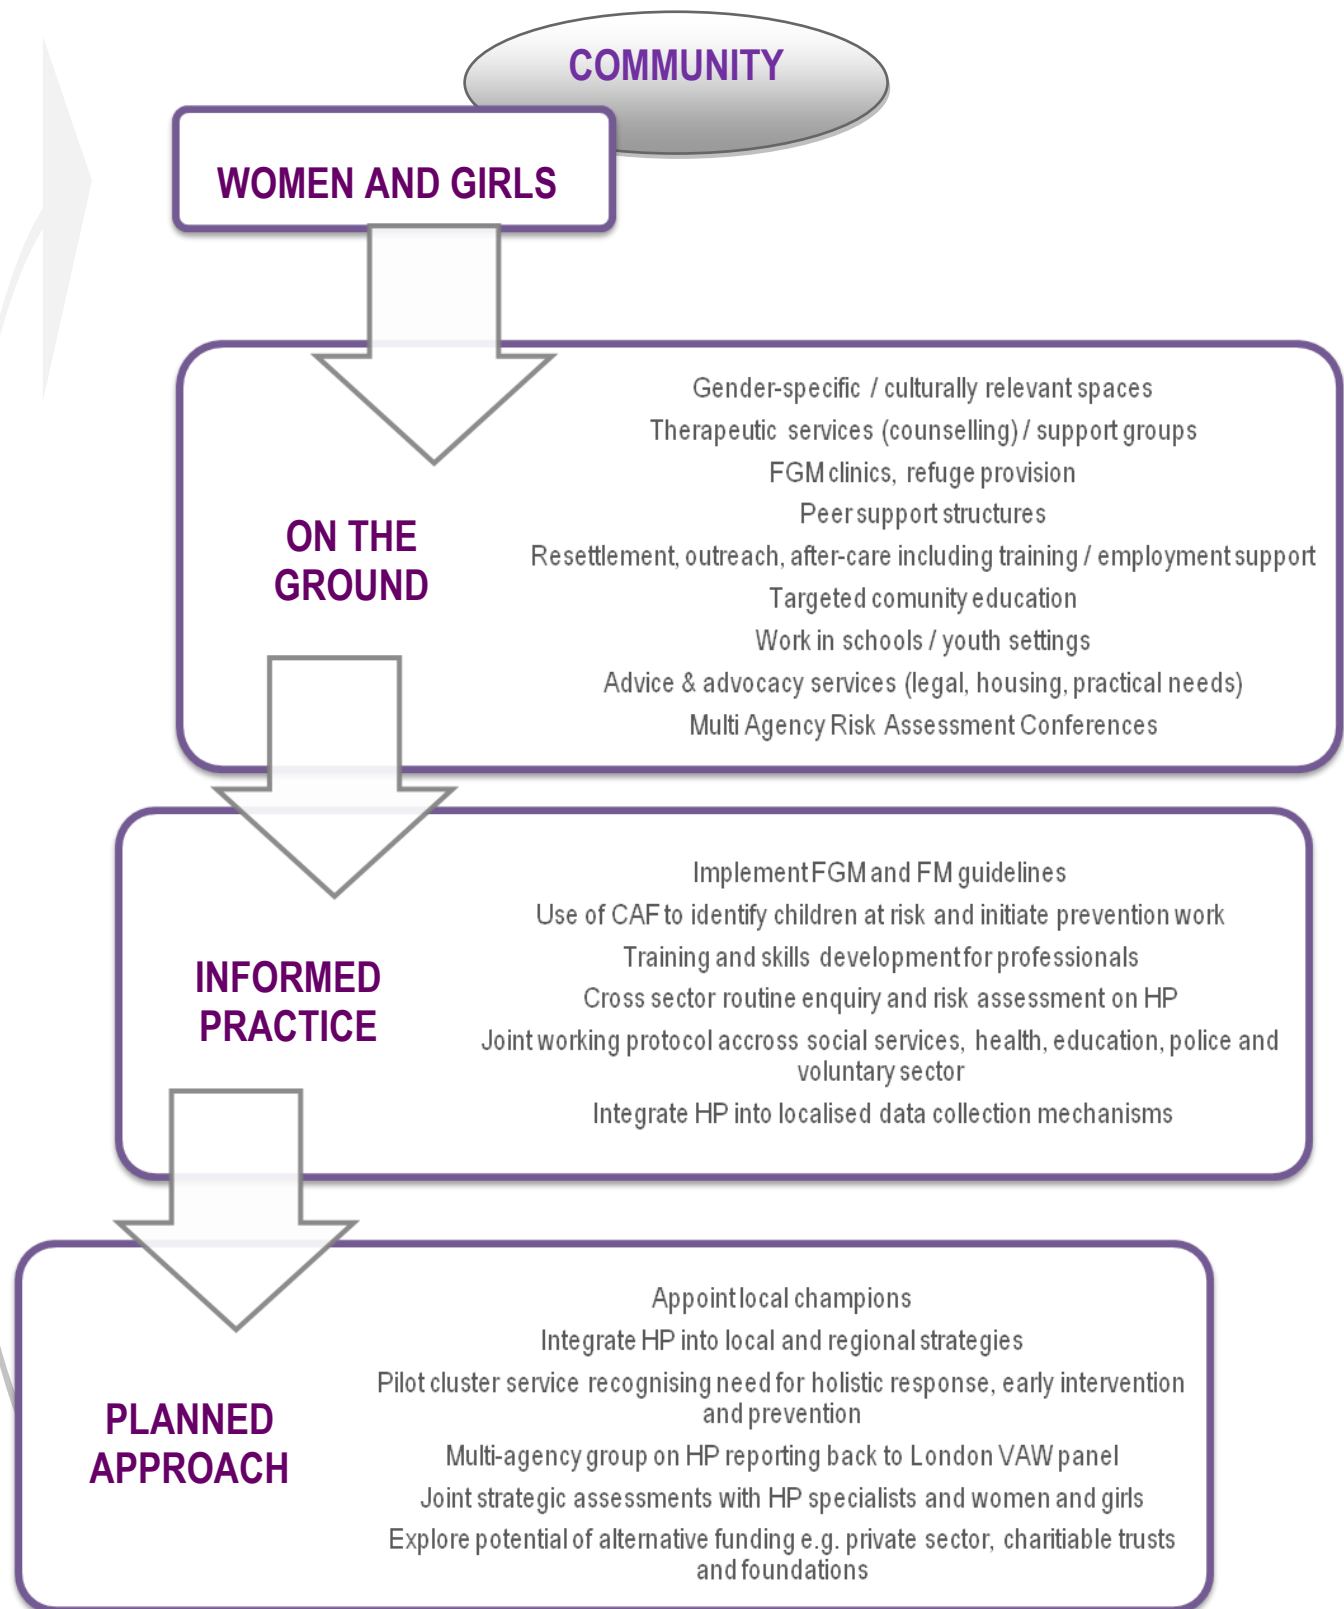 COMMUNITY
WOMEN AND GIRLS
ON THE
GROUND
Gender-specific / culturally relevant spaces
Therapeutic services (counselling) / support groups
FGM clinics, refuge provision
Peer support structures
Resettlement, outreach, after-care including training / employment support
Targeted comunity education
Work in schools / youth settings
Advice & advocacy services (legal, housing, practical needs)
Multi Agency Risk Assessment Conferences
INFORMED
PRACTICE
Implement FGM and FM guidelines
Use of CAF to identify children at risk and initiate prevention work
Training and skills development for professionals
Cross sector routine enquiry and risk assessment on HP
Joint working protocol accross social services, health, education, police and
voluntary sector
Integrate HP into localised data collection mechanisms
PLANNED
APPROACH
Appoint local champions
Integrate HP into local and regional strategies
Pilot cluster service recognising need for holistic response, early intervention
and prevention
Multi-agency group on HP reporting back to London VAW panel
Joint strategic assessments with HP specialists and women and girls
Explore potential of alternative funding e.g. private sector, charitiable trusts
and foundations